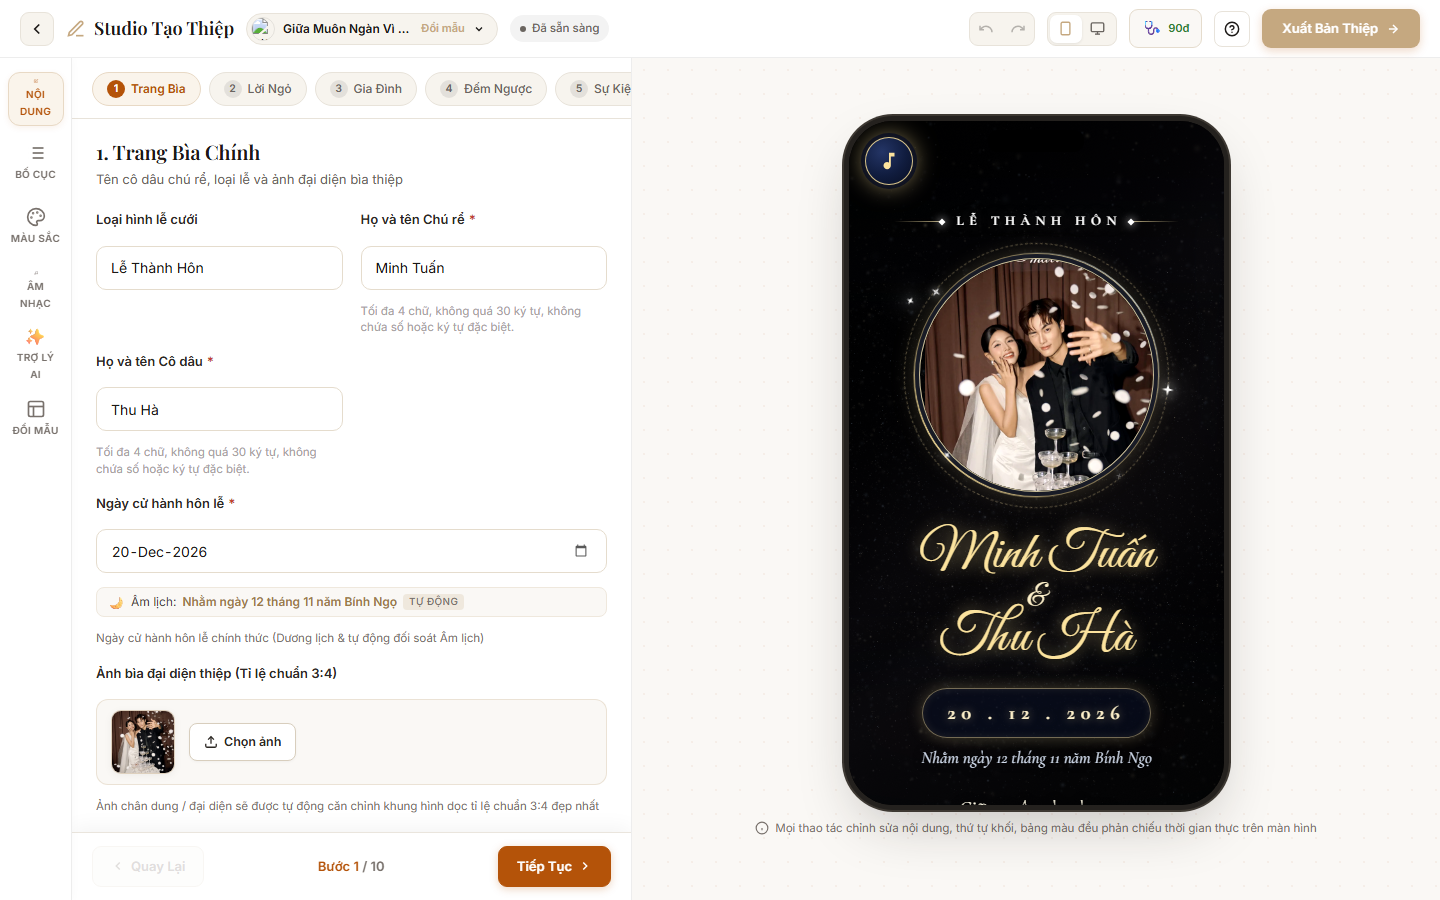 Studio Tạo Thiệp
Giữa Muôn Ngàn Vì ...
Đổi mẫu
Đã sẵn sàng
90đ
Xuất Bản Thiệp
NỘI
DUNG
BỐ CỤC
MÀU SẮC
ÂM
NHẠC
TRỢ LÝ
AI
ĐỔI MẪU
1 Trang Bìa
2 Lời Ngỏ
3 Gia Đình
4 Đếm Ngược
5 Sự Kiệ
1. Trang Bìa Chính
Tên cô dâu chú rể, loại lễ và ảnh đại diện bìa thiệp
Loại hình lễ cưới
Họ và tên Chú rể *
Lễ Thành Hôn
Minh Tuấn
Tối đa 4 chữ, không quá 30 ký tự, không
chứa số hoặc ký tự đặc biệt.
Họ và tên Cô dâu *
Thu Hà
Tối đa 4 chữ, không quá 30 ký tự, không
chứa số hoặc ký tự đặc biệt.
Ngày cử hành hôn lễ *
20-Dec-2026
Âm lịch: Nhằm ngày 12 tháng 11 năm Bính Ngọ TỰ ĐỘNG
Ngày cử hành hôn lễ chính thức (Dương lịch & tự động đối soát Âm lịch)
Ảnh bìa đại diện thiệp (Tỉ lệ chuẩn 3:4)
Chọn ảnh
Ảnh chân dung / đại diện sẽ được tự động căn chỉnh khung hình dọc tỉ lệ chuẩn 3:4 đẹp nhất
Quay Lại
Bước 1 / 10
Tiếp Tục
LỄ THÀNH HÔN
Minh Tuấn
&
Thu Hà
20 . 12 . 2026
Nhằm ngày 12 tháng 11 năm Bính Ngọ
Mọi thao tác chỉnh sửa nội dung, thứ tự khối, bảng màu đều phản chiếu thời gian thực trên màn hình